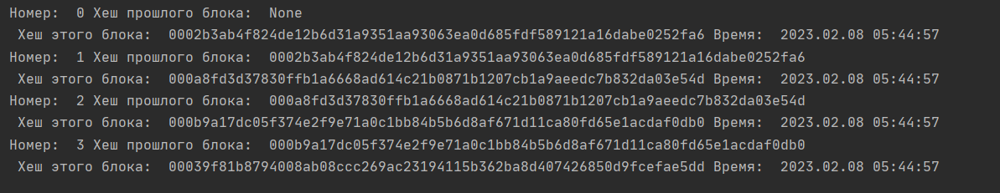 Номер:  0 Хеш прошлого блока:  None
Хеш этого блока:  0002b3ab4f824de12b6d31a9351aa93063ea0d685fdf589121a16dabe0252fa6 Время:  2023.02.08 05:44:57
Номер:  1 Хеш прошлого блока:  0002b3ab4f824de12b6d31a9351aa93063ea0d685fdf589121a16dabe0252fa6
Хеш этого блока:  000a8fd3d37830ffb1a6668ad614c21b0871b1207cb1a9aeedc7b832da03e54d Время:  2023.02.08 05:44:57
Номер:  2 Хеш прошлого блока:  000a8fd3d37830ffb1a6668ad614c21b0871b1207cb1a9aeedc7b832da03e54d
Хеш этого блока:  000b9a17dc05f374e2f9e71a0c1bb84b5b6d8af671d11ca80fd65e1acdaf0db0 Время:  2023.02.08 05:44:57
Номер:  3 Хеш прошлого блока:  000b9a17dc05f374e2f9e71a0c1bb84b5b6d8af671d11ca80fd65e1acdaf0db0
Хеш этого блока:  00039f81b8794008ab08ccc269ac23194115b362ba8d407426850d9fcefae5dd Время:  2023.02.08 05:44:57